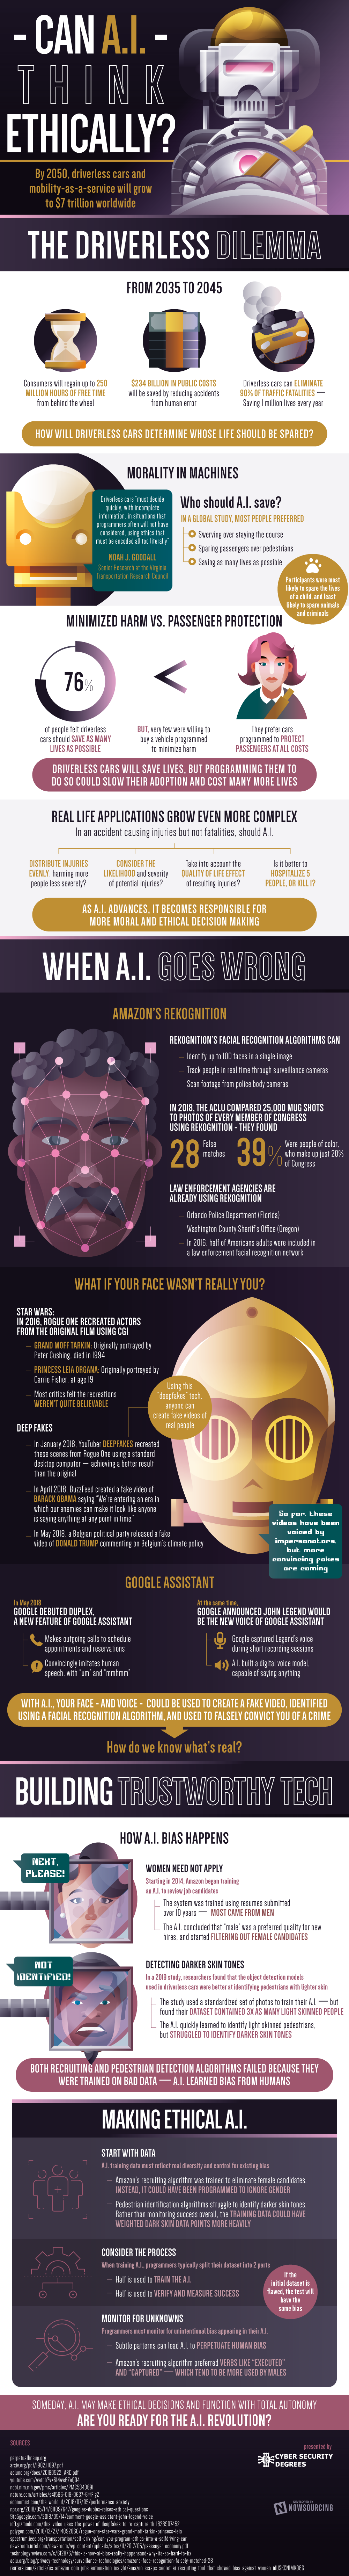 - CAN A.I. -
THINK
ETHICALLY?
By 2050, driverless cars and
mobility-as-a-service will grow
to $7 trillion worldwide
THE DRIVERLESS DILEMMA
FROM 2035 TO 2045
Consumers will regain up to 250
MILLION HOURS OF FREE TIME
from behind the wheel
$234 BILLION IN PUBLIC COSTS
will be saved by reducing accidents
from human error
Driverless cars can ELIMINATE
90% OF TRAFFIC FATALITIES —
Saving 1 million lives every year
HOW WILL DRIVERLESS CARS DETERMINE WHOSE LIFE SHOULD BE SPARED?
MORALITY IN MACHINES
Driverless cars "must decide
quickly, with incomplete
information, in situations that
programmers often will not have
considered, using ethics that
must be encoded all too literally"
NOAH J. GOODALL
Senior Research at the Virginia
Transportation Research Council
Who should A.I. save?
IN A GLOBAL STUDY, MOST PEOPLE PREFERRED
Swerving over staying the course
Sparing passengers over pedestrians
Saving as many lives as possible
Participants were most
likely to spare the lives
of a child, and least
likely to spare animals
and criminals
MINIMIZED HARM VS. PASSENGER PROTECTION
76%
<
of people felt driverless
cars should SAVE AS MANY
LIVES AS POSSIBLE
BUT, very few were willing to
buy a vehicle programmed
to minimize harm
They prefer cars
programmed to PROTECT
PASSENGERS AT ALL COSTS
DRIVERLESS CARS WILL SAVE LIVES, BUT PROGRAMMING THEM TO
DO SO COULD SLOW THEIR ADOPTION AND COST MANY MORE LIVES
REAL LIFE APPLICATIONS GROW EVEN MORE COMPLEX
In an accident causing injuries but not fatalities, should A.I.
DISTRIBUTE INJURIES
EVENLY, harming more
people less severely?
CONSIDER THE
LIKELIHOOD and severity
of potential injuries?
Take into account the
QUALITY OF LIFE EFFECT
of resulting injuries?
Is it better to
HOSPITALIZE 5
PEOPLE, OR KILL 1?
AS A.I. ADVANCES, IT BECOMES RESPONSIBLE FOR
MORE MORAL AND ETHICAL DECISION MAKING
WHEN A.I. GOES WRONG
AMAZON'S REKOGNITION
REKOGNITION'S FACIAL RECOGNITION ALGORITHMS CAN
Identify up to 100 faces in a single image
Track people in real time through surveillance cameras
Scan footage from police body cameras
IN 2018, THE ACLU COMPARED 25,000 MUG SHOTS
TO PHOTOS OF EVERY MEMBER OF CONGRESS
USING REKOGNITION - THEY FOUND
28 False
matches
39% Were people of color,
who make up just 20%
of Congress
LAW ENFORCEMENT AGENCIES ARE
ALREADY USING REKOGNITION
Orlando Police Department (Florida)
Washington County Sheriff's Office (Oregon)
In 2016, half of Americans adults were included in
a law enforcement facial recognition network
WHAT IF YOUR FACE WASN'T REALLY YOU?
STAR WARS:
IN 2016, ROGUE ONE RECREATED ACTORS
FROM THE ORIGINAL FILM USING CGI
GRAND MOFF TARKIN: Originally portrayed by
Peter Cushing, died in 1994
PRINCESS LEIA ORGANA: Originally portrayed by
Carrie Fisher, at age 19
Most critics felt the recreations
WEREN'T QUITE BELIEVABLE
Using this
"deepfakes" tech,
anyone can
create fake videos of
real people
DEEP FAKES
In January 2018, YouTuber DEEPFAKES recreated
these scenes from Rogue One using a standard
desktop computer — achieving a better result
than the original
In April 2018, BuzzFeed created a fake video of
BARACK OBAMA saying "We're entering an era in
which our enemies can make it look like anyone
is saying anything at any point in time."
In May 2018, a Belgian political party released a fake
video of DONALD TRUMP commenting on Belgium's climate policy
So far, these
videos have been
voiced by
impersonators,
but more
convincing fakes
are coming
GOOGLE ASSISTANT
In May 2018
GOOGLE DEBUTED DUPLEX,
A NEW FEATURE OF GOOGLE ASSISTANT
Makes outgoing calls to schedule
appointments and reservations
Convincingly imitates human
speech, with "um" and "mmhmm"
At the same time,
GOOGLE ANNOUNCED JOHN LEGEND WOULD
BE THE NEW VOICE OF GOOGLE ASSISTANT
Google captured Legend's voice
during short recording sessions
A.I. built a digital voice model,
capable of saying anything
WITH A.I., YOUR FACE - AND VOICE - COULD BE USED TO CREATE A FAKE VIDEO, IDENTIFIED
USING A FACIAL RECOGNITION ALGORITHM, AND USED TO FALSELY CONVICT YOU OF A CRIME
How do we know what's real?
BUILDING TRUSTWORTHY TECH
HOW A.I. BIAS HAPPENS
NEXT,
PLEASE!
WOMEN NEED NOT APPLY
Starting in 2014, Amazon began training
an A.I. to review job candidates
The system was trained using resumes submitted
over 10 years — MOST CAME FROM MEN
The A.I. concluded that "male" was a preferred quality for new
hires, and started FILTERING OUT FEMALE CANDIDATES
NOT
IDENTIFIED!
DETECTING DARKER SKIN TONES
In a 2019 study, researchers found that the object detection models
used in driverless cars were better at identifying pedestrians with lighter skin
The study used a standardized set of photos to train their A.I. — but
found their DATASET CONTAINED 3X AS MANY LIGHT SKINNED PEOPLE
The A.I. quickly learned to identify light skinned pedestrians,
but STRUGGLED TO IDENTIFY DARKER SKIN TONES
BOTH RECRUITING AND PEDESTRIAN DETECTION ALGORITHMS FAILED BECAUSE THEY
WERE TRAINED ON BAD DATA — A.I. LEARNED BIAS FROM HUMANS
MAKING ETHICAL A.I.
START WITH DATA
A.I. training data must reflect real diversity and control for existing bias
Amazon's recruiting algorithm was trained to eliminate female candidates.
INSTEAD, IT COULD HAVE BEEN PROGRAMMED TO IGNORE GENDER
Pedestrian identification algorithms struggle to identify darker skin tones.
Rather than monitoring success overall, the TRAINING DATA COULD HAVE
WEIGHTED DARK SKIN DATA POINTS MORE HEAVILY
CONSIDER THE PROCESS
When training A.I., programmers typically split their dataset into 2 parts
Half is used to TRAIN THE A.I.
Half is used to VERIFY AND MEASURE SUCCESS
If the
initial dataset is
flawed, the test will
have the
same bias
MONITOR FOR UNKNOWNS
Programmers must monitor for unintentional bias appearing in their A.I.
Subtle patterns can lead A.I. to PERPETUATE HUMAN BIAS
Amazon's recruiting algorithm preferred VERBS LIKE "EXECUTED"
AND "CAPTURED" — WHICH TEND TO BE MORE USED BY MALES
SOMEDAY, A.I. MAY MAKE ETHICAL DECISIONS AND FUNCTION WITH TOTAL AUTONOMY
ARE YOU READY FOR THE A.I. REVOLUTION?
SOURCES
perpetuallineup.org
presented by
CYBER SECURITY
DEGREES
DEVELOPED BY
NOWSOURCING